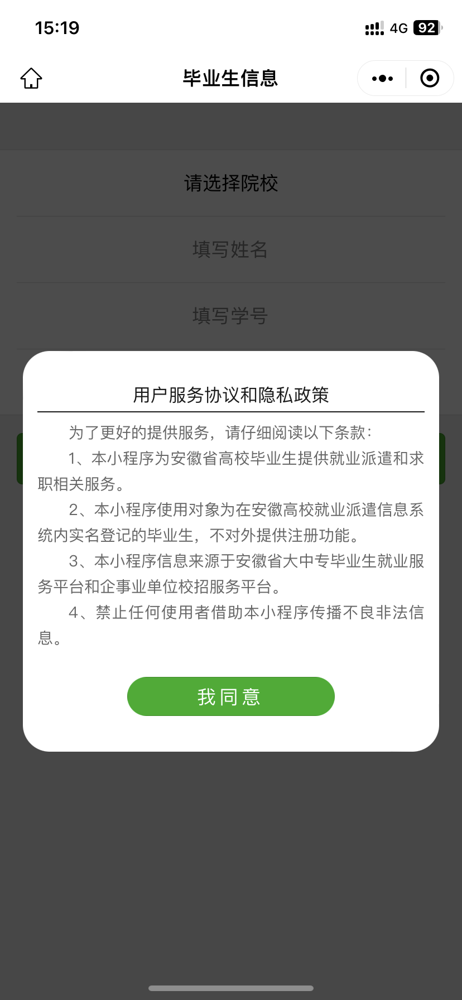 15:19
4G 92
毕业生信息
请选择院校
填写姓名
填写学号
用户服务协议和隐私政策
为了更好的提供服务，请仔细阅读以下条款：
1、本小程序为安徽省高校毕业生提供就业派遣和求
职相关服务。
2、本小程序使用对象为在安徽高校就业派遣信息系
统内实名登记的毕业生，不对外提供注册功能。
3、本小程序信息来源于安徽省大中专毕业生就业服
务平台和企事业单位校招服务平台。
4、禁止任何使用者借助本小程序传播不良非法信
息。
我同意